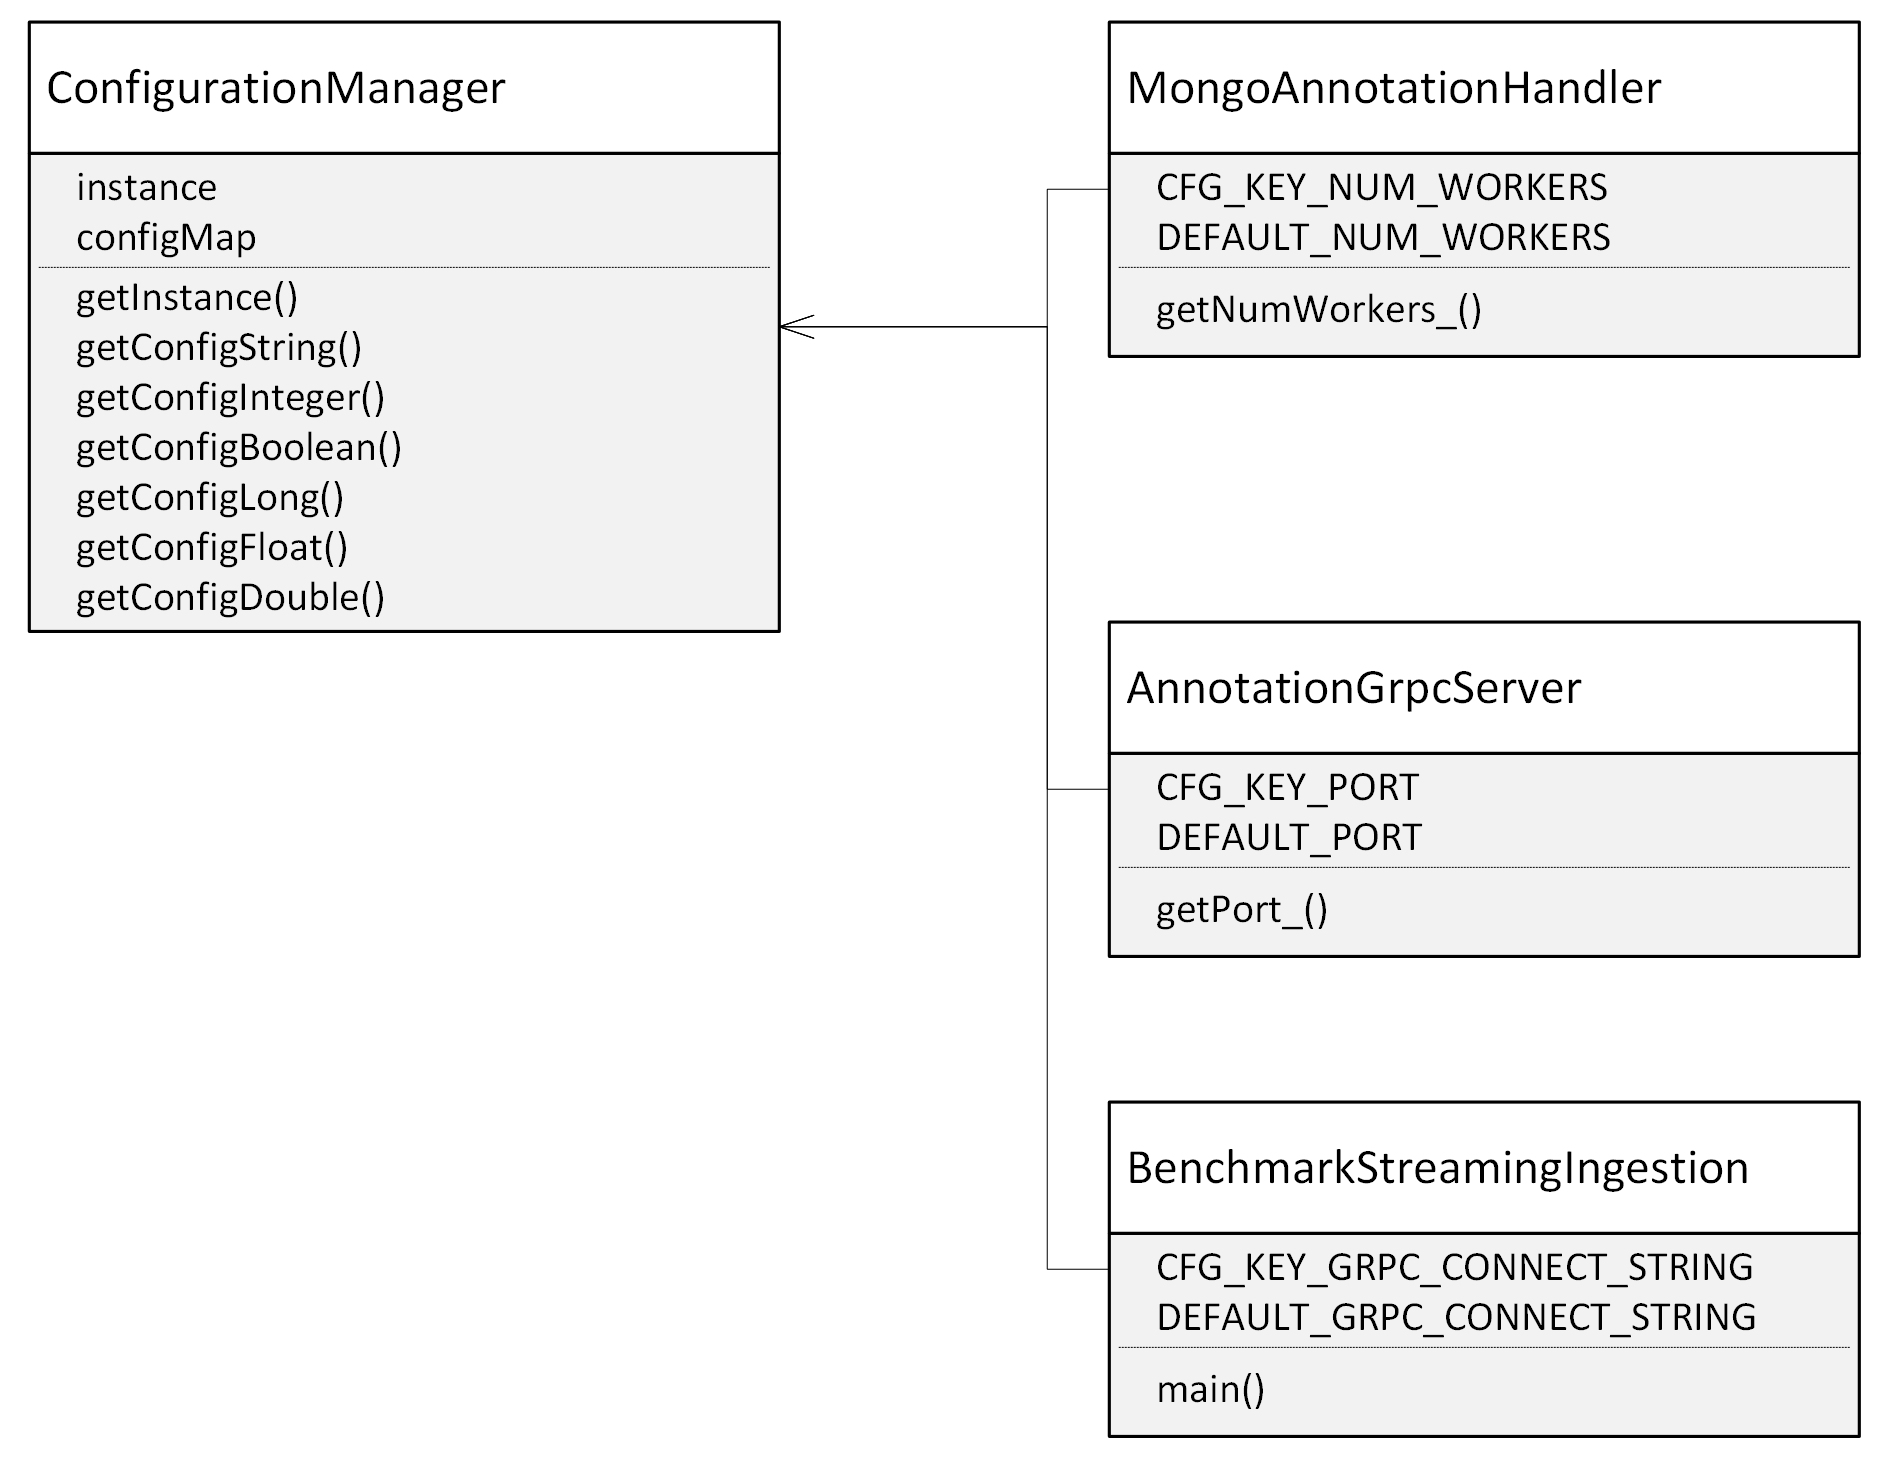 ConfigurationManager
instance
configMap
getInstance()
getConfigString()
getConfigInteger()
getConfigBoolean()
getConfigLong()
getConfigFloat()
getConfigDouble()
MongoAnnotationHandler
CFG_KEY_NUM_WORKERS
DEFAULT_NUM_WORKERS
getNumWorkers_()
AnnotationGrpcServer
CFG_KEY_PORT
DEFAULT_PORT
getPort_()
BenchmarkStreamingIngestion
CFG_KEY_GRPC_CONNECT_STRING
DEFAULT_GRPC_CONNECT_STRING
main()